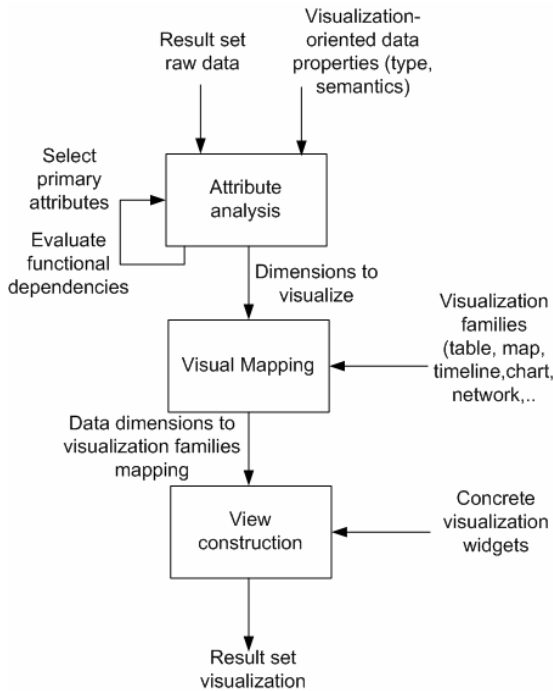 Result set
raw data
Visualization-
oriented data
properties (type,
semantics)
Select
primary
attributes
Attribute
analysis
Evaluate
functional
dependencies
Dimensions to
visualize
Visualization
families
(table, map,
timeline,chart,
network,..
Visual Mapping
Data dimensions to
visualization families
mapping
View
construction
Concrete
visualization
widgets
Result set
visualization